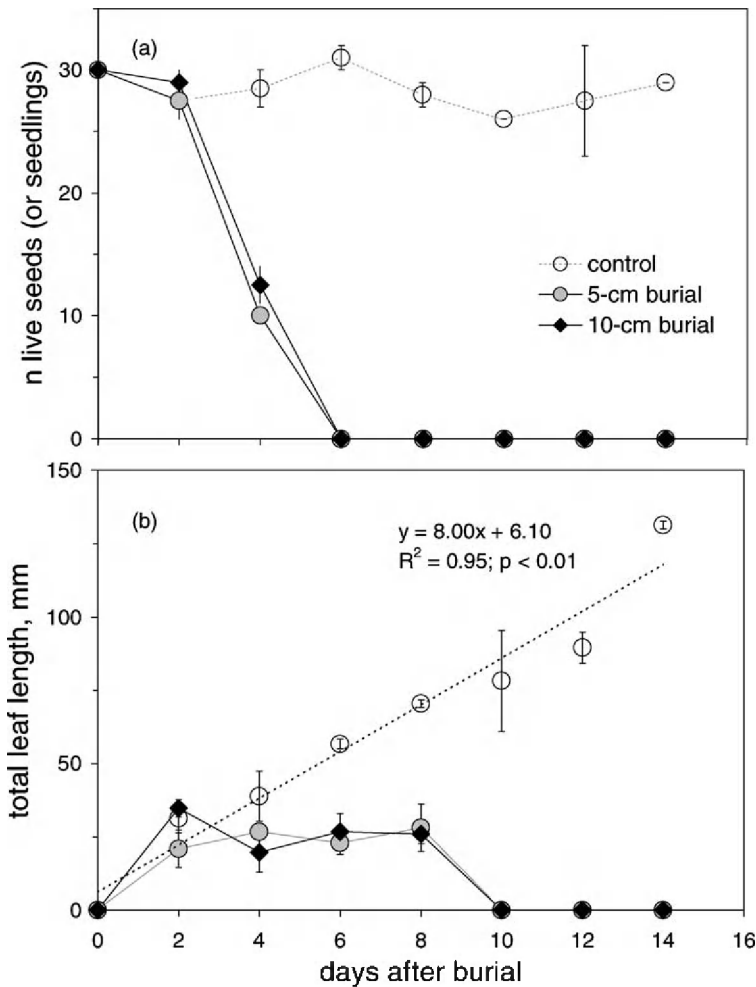 (a)
30
20
10
0
n live seeds (or seedlings)
control
5-cm burial
10-cm burial
150
100
50
0
total leaf length, mm
(b)
y = 8.00x + 6.10
R² = 0.95; p < 0.01
0 2 4 6 8 10 12 14 16
days after burial